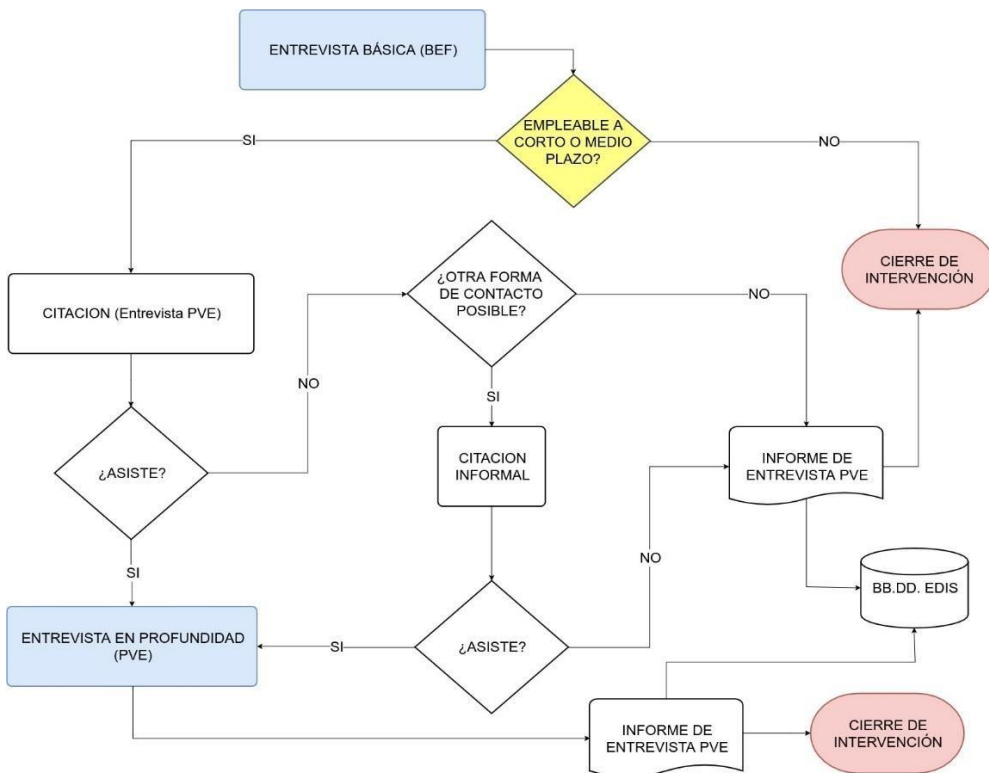 ENTREVISTA BÁSICA (BEF)
EMPLEABLE A
CORTO O MEDIO
PLAZO?
SI
NO
CIERRE DE
INTERVENCIÓN
¿OTRA FORMA
DE CONTACTO
POSIBLE?
NO
CITACION (Entrevista PVE)
NO
SI
CITACION
INFORMAL
INFORME DE
ENTREVISTA PVE
¿ASISTE?
NO
SI
BB.DD. EDIS
ENTREVISTA EN PROFUNDIDAD
(PVE)
SI
¿ASISTE?
INFORME DE
ENTREVISTA PVE
CIERRE DE
INTERVENCIÓN